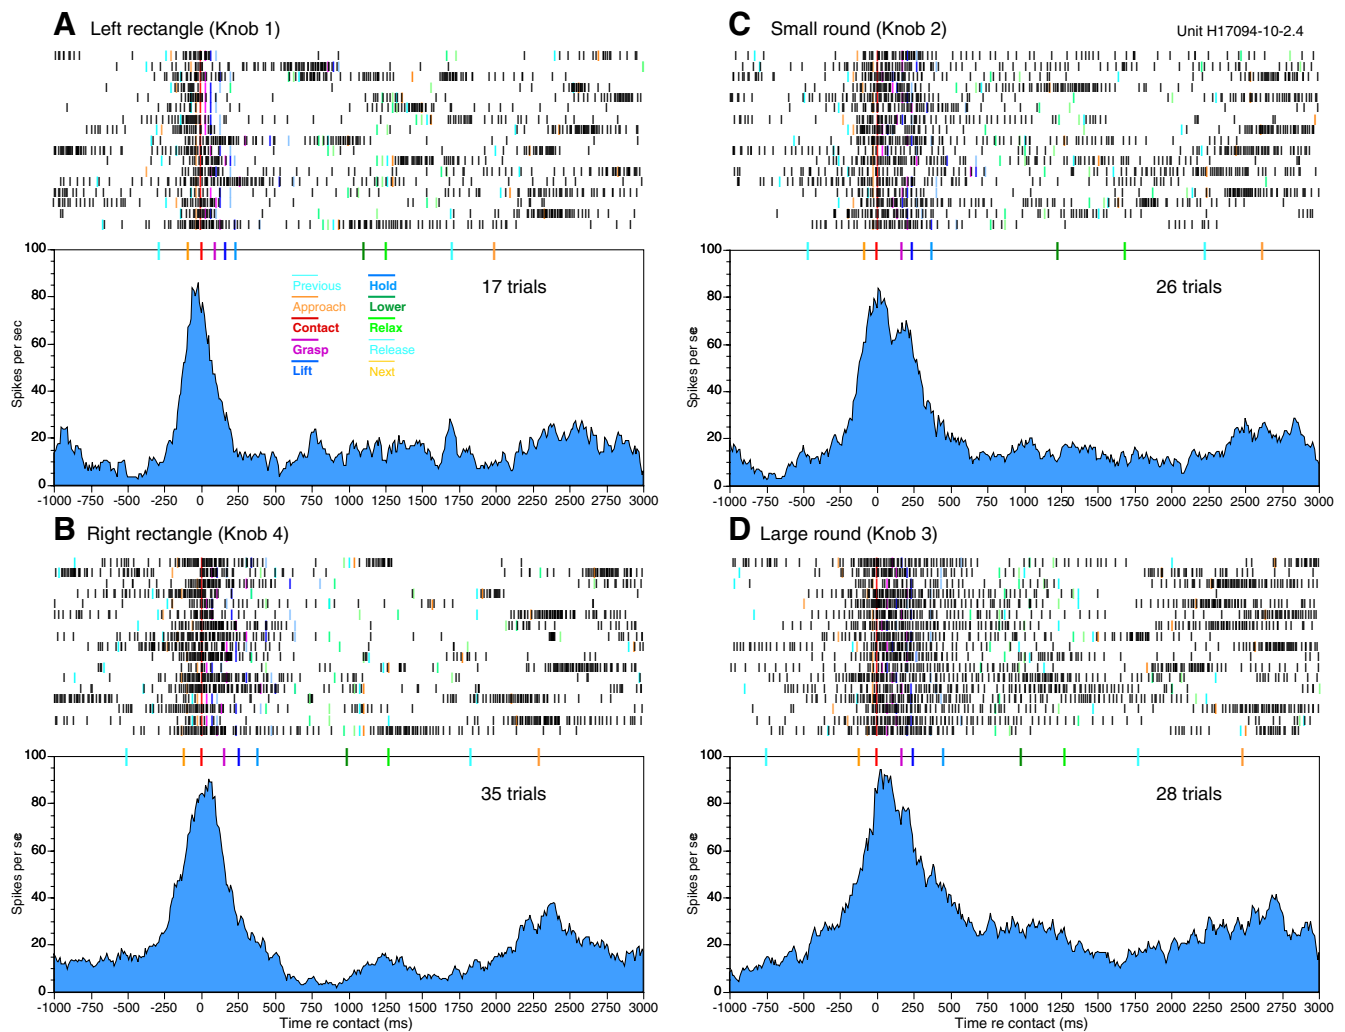 A Left rectangle (Knob 1)
17 trials
Previous
Approach
Contact
Grasp
Lift
Hold
Lower
Relax
Release
Next
Spikes per sec
100
80
60
40
20
0
-1000 -750 -500 -250 0 250 500 750 1000 1250 1500 1750 2000 2250 2500 2750 3000
C Small round (Knob 2)
Unit H17094-10-2.4
26 trials
Spikes per se
100
80
60
40
20
0
-1000 -750 -500 -250 0 250 500 750 1000 1250 1500 1750 2000 2250 2500 2750 3000
B Right rectangle (Knob 4)
35 trials
Spikes per se
100
80
60
40
20
0
-1000 -750 -500 -250 0 250 500 750 1000 1250 1500 1750 2000 2250 2500 2750 3000
Time re contact (ms)
D Large round (Knob 3)
28 trials
Spikes per se
100
80
60
40
20
0
-1000 -750 -500 -250 0 250 500 750 1000 1250 1500 1750 2000 2250 2500 2750 3000
Time re contact (ms)